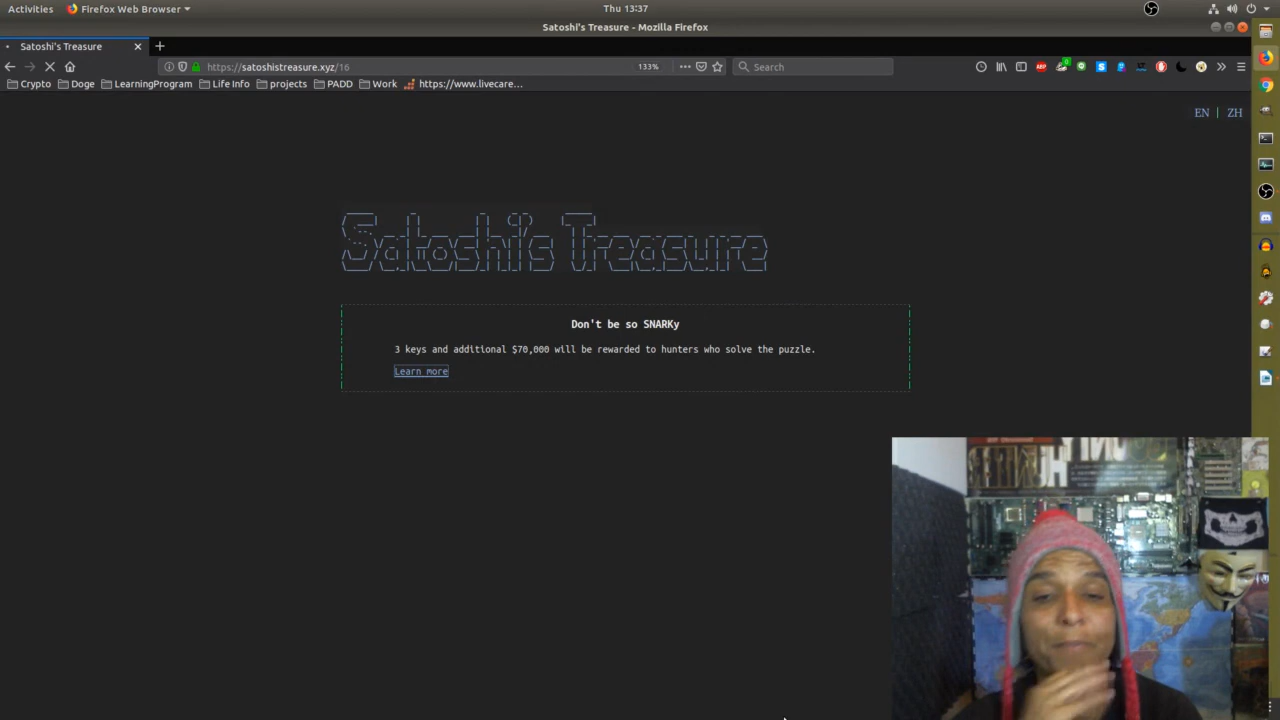 Activities
Firefox Web Browser
Thu 13:37
Satoshi's Treasure - Mozilla Firefox
Satoshi's Treasure
https://satoshistreasure.xyz/16
133%
Search
Crypto
Doge
LearningProgram
Life Info
projects
PADD
Work
https://www.livecare...
EN | ZH
Satoshi's Treasure
Don't be so SNARKy
3 keys and additional $70,000 will be rewarded to hunters who solve the puzzle.
Learn more